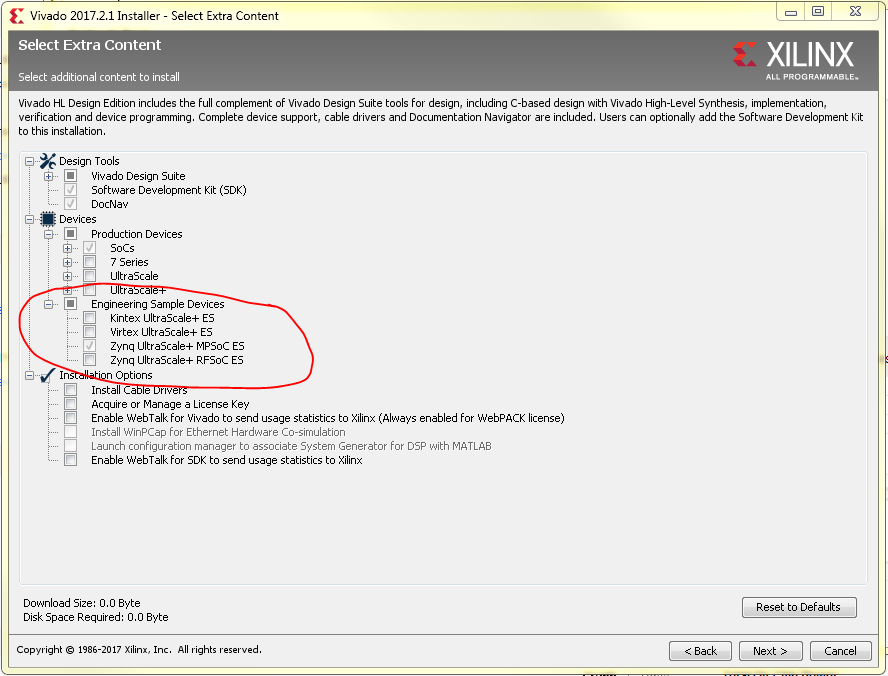 Vivado 2017.2.1 Installer - Select Extra Content
Select Extra Content
Select additional content to install
XILINX
ALL PROGRAMMABLE™
Vivado HL Design Edition includes the full complement of Vivado Design Suite tools for design, including C-based design with Vivado High-Level Synthesis, implementation,
verification and device programming. Complete device support, cable drivers and Documentation Navigator are included. Users can optionally add the Software Development Kit
to this installation.
Design Tools
Vivado Design Suite
Software Development Kit (SDK)
DocNav
Devices
Production Devices
SoCs
7 Series
UltraScale
UltraScale+
Engineering Sample Devices
Kintex UltraScale+ ES
Virtex UltraScale+ ES
Zynq UltraScale+ MPSoC ES
Zynq UltraScale+ RFSoC ES
Installation Options
Install Cable Drivers
Acquire or Manage a License Key
Enable WebTalk for Vivado to send usage statistics to Xilinx (Always enabled for WebPACK license)
Install WinPCap for Ethernet Hardware Co-simulation
Launch configuration manager to associate System Generator for DSP with MATLAB
Enable WebTalk for SDK to send usage statistics to Xilinx
Download Size: 0.0 Byte
Disk Space Required: 0.0 Byte
Reset to Defaults
Copyright © 1986-2017 Xilinx, Inc. All rights reserved.
< Back
Next >
Cancel